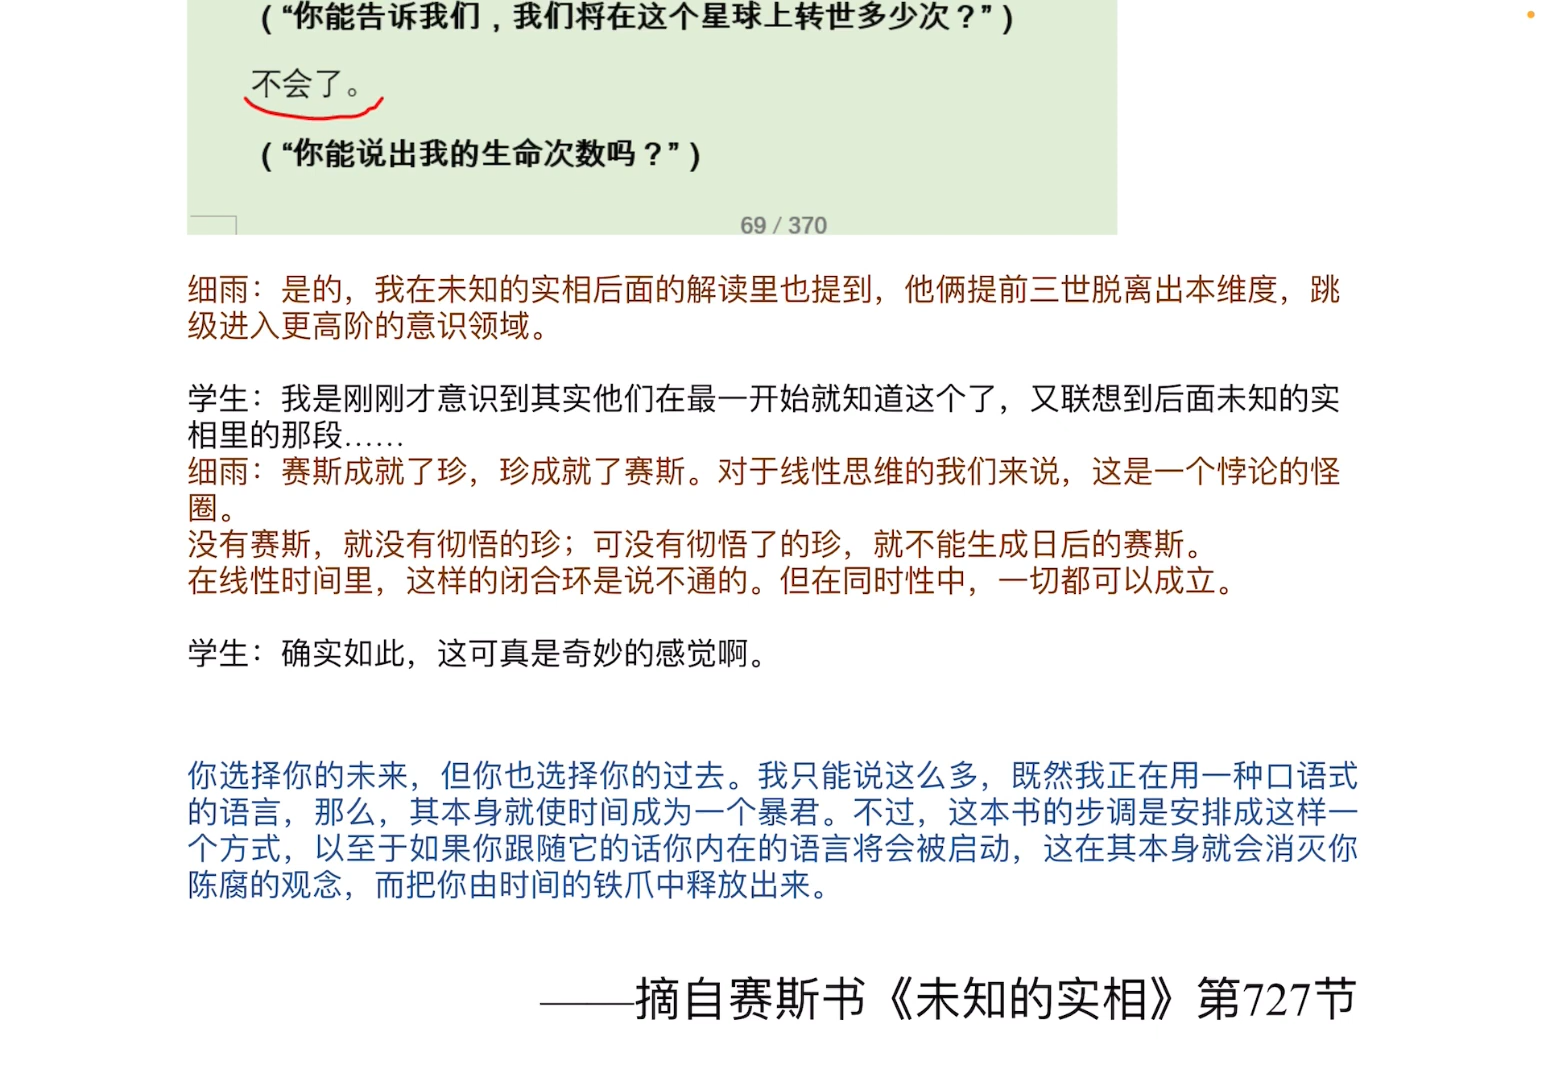 （“你能告诉我们，我们将在这个星球上转世多少次？”）
不会了。
（“你能说出我的生命次数吗？”）
69 / 370
细雨：是的，我在未知的实相后面的解读里也提到，他俩提前三世脱离出本维度，跳
级进入更高阶的意识领域。
学生：我是刚刚才意识到其实他们在最一开始就知道这个了，又联想到后面未知的实
相里的那段……
细雨：赛斯成就了珍，珍成就了赛斯。对于线性思维的我们来说，这是一个悖论的怪
圈。
没有赛斯，就没有彻悟的珍；可没有彻悟了的珍，就不能生成日后的赛斯。
在线性时间里，这样的闭合环是说不通的。但在同时性中，一切都可以成立。
学生：确实如此，这可真是奇妙的感觉啊。
你选择你的未来，但你也选择你的过去。我只能说这么多，既然我正在用一种口语式
的语言，那么，其本身就使时间成为一个暴君。不过，这本书的步调是安排成这样一
个方式，以至于如果你跟随它的话你内在的语言将会被启动，这在其本身就会消灭你
陈腐的观念，而把你由时间的铁爪中释放出来。
——摘自赛斯书《未知的实相》第727节